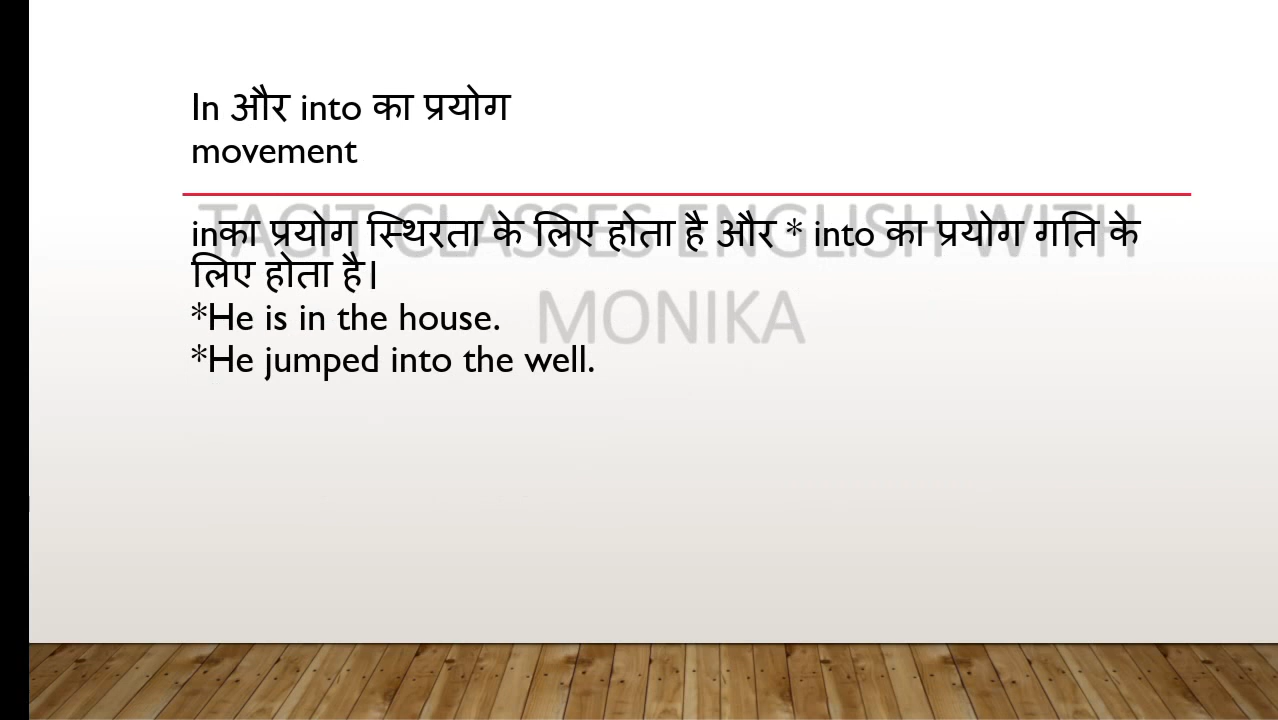 In और into का प्रयोग
movement
TACIT CLASSES ENGLISH WITH
MONIKA
inका प्रयोग स्थिरता के लिए होता है और * into का प्रयोग गति के
लिए होता है।
*He is in the house.
*He jumped into the well.